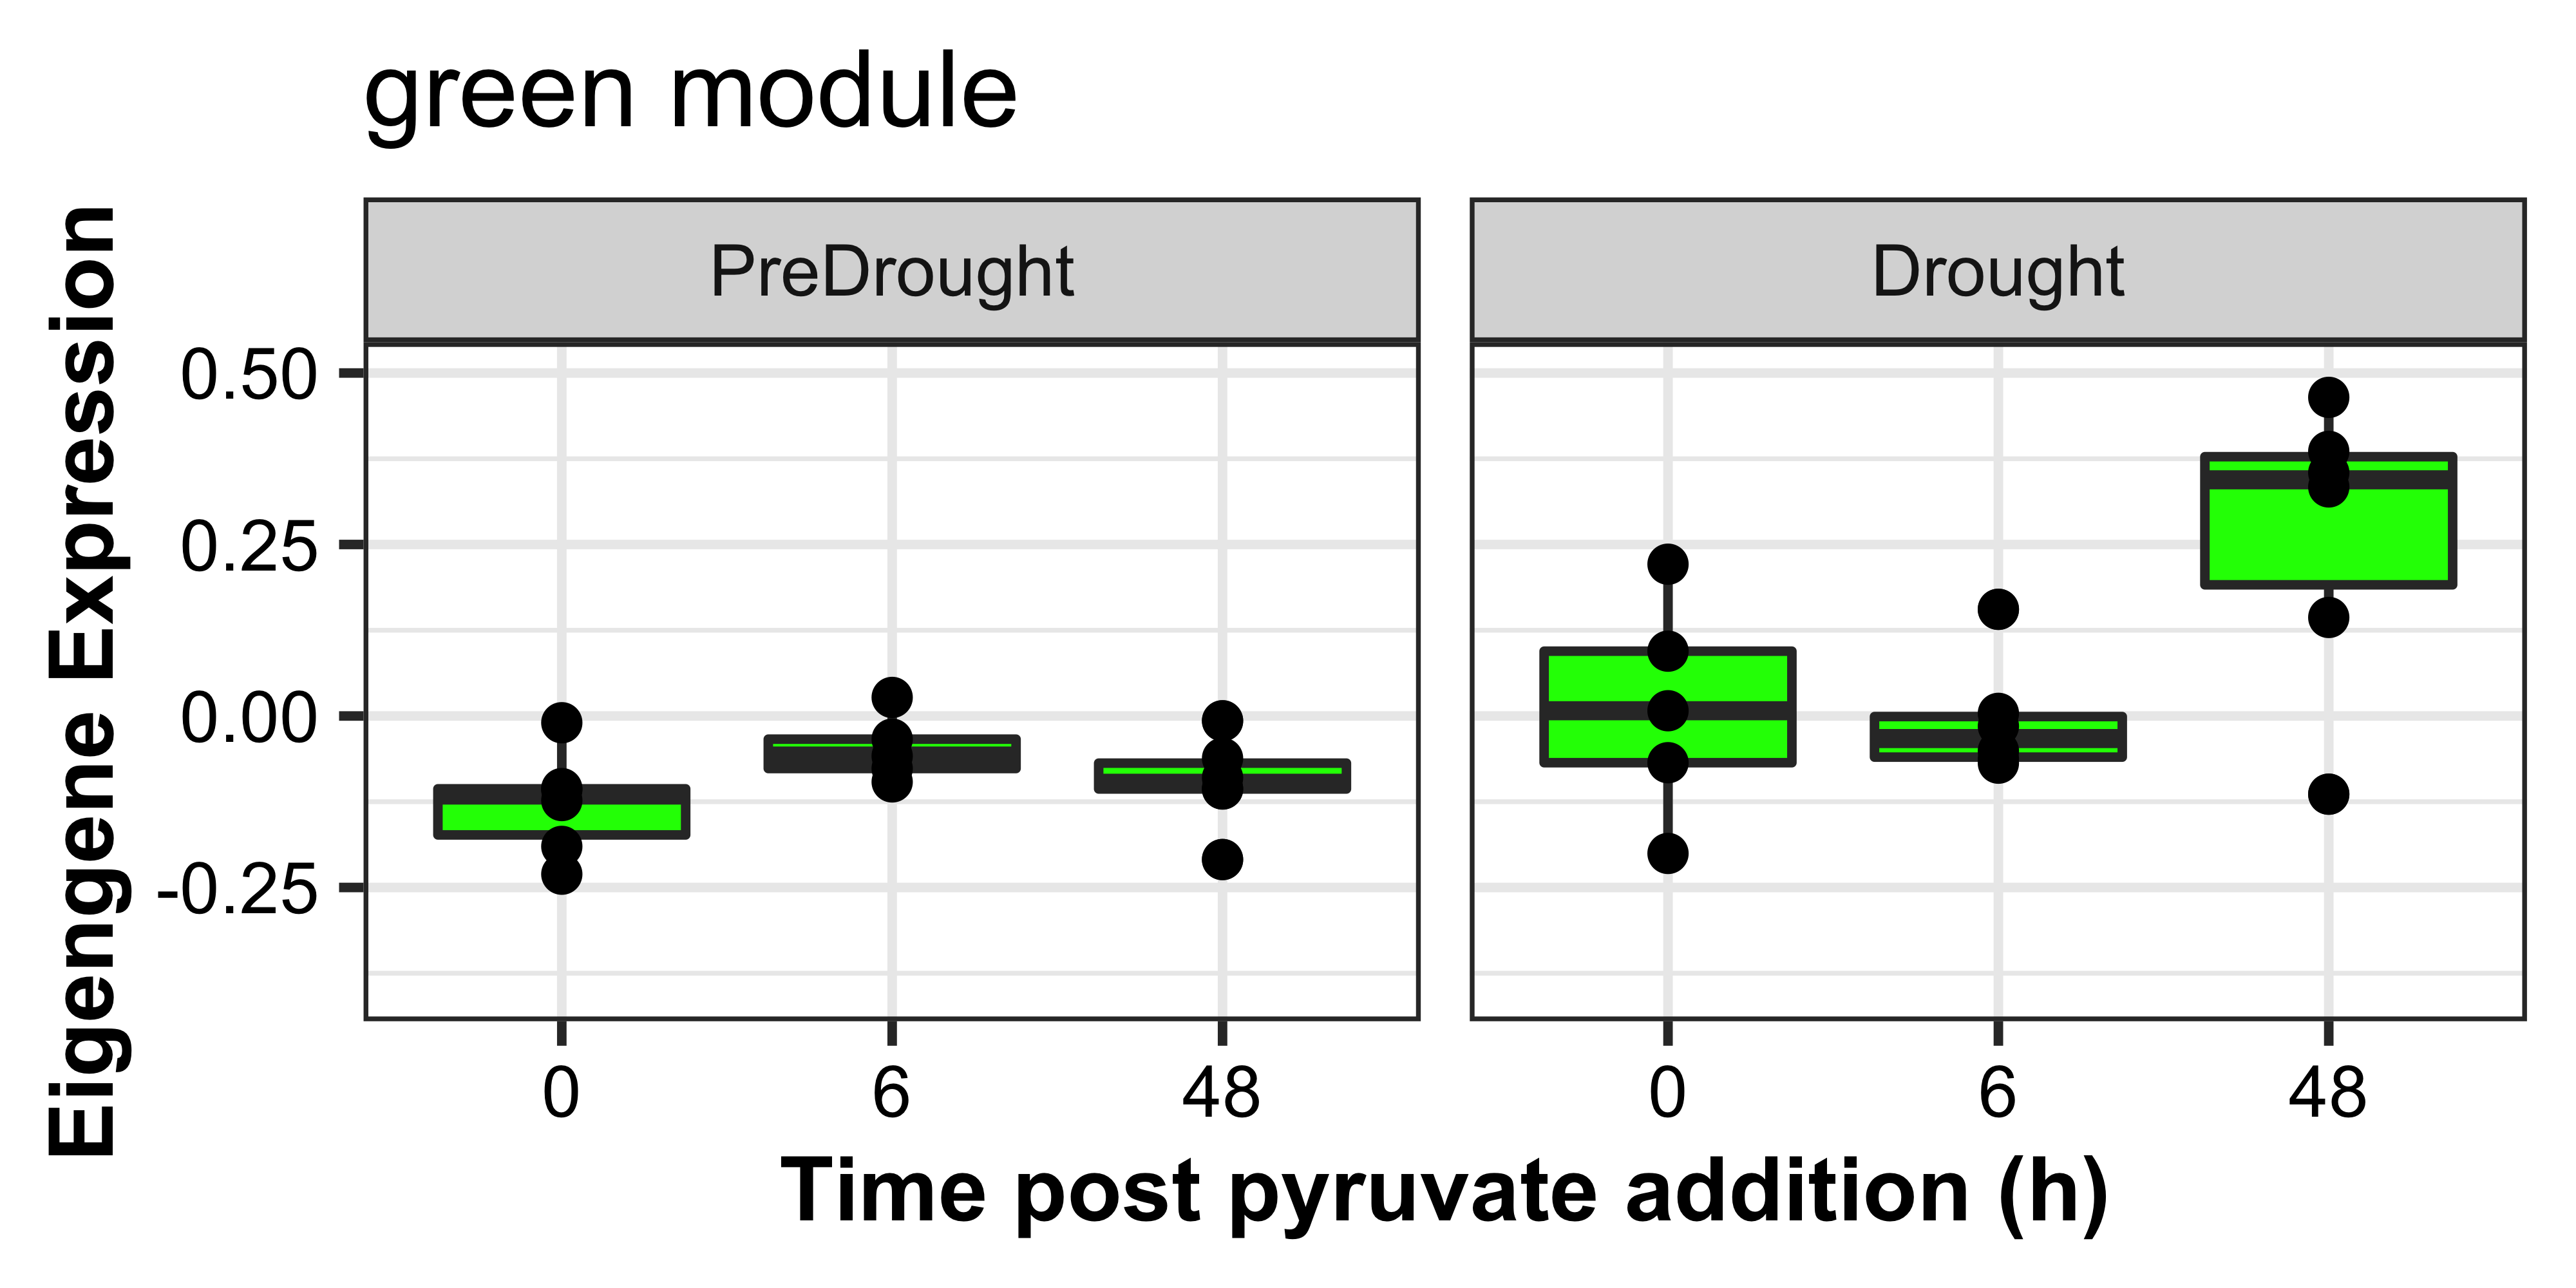 green module
PreDrought
Drought
Eigengene Expression
0.50
0.25
0.00
-0.25
0 6 48
0 6 48
Time post pyruvate addition (h)